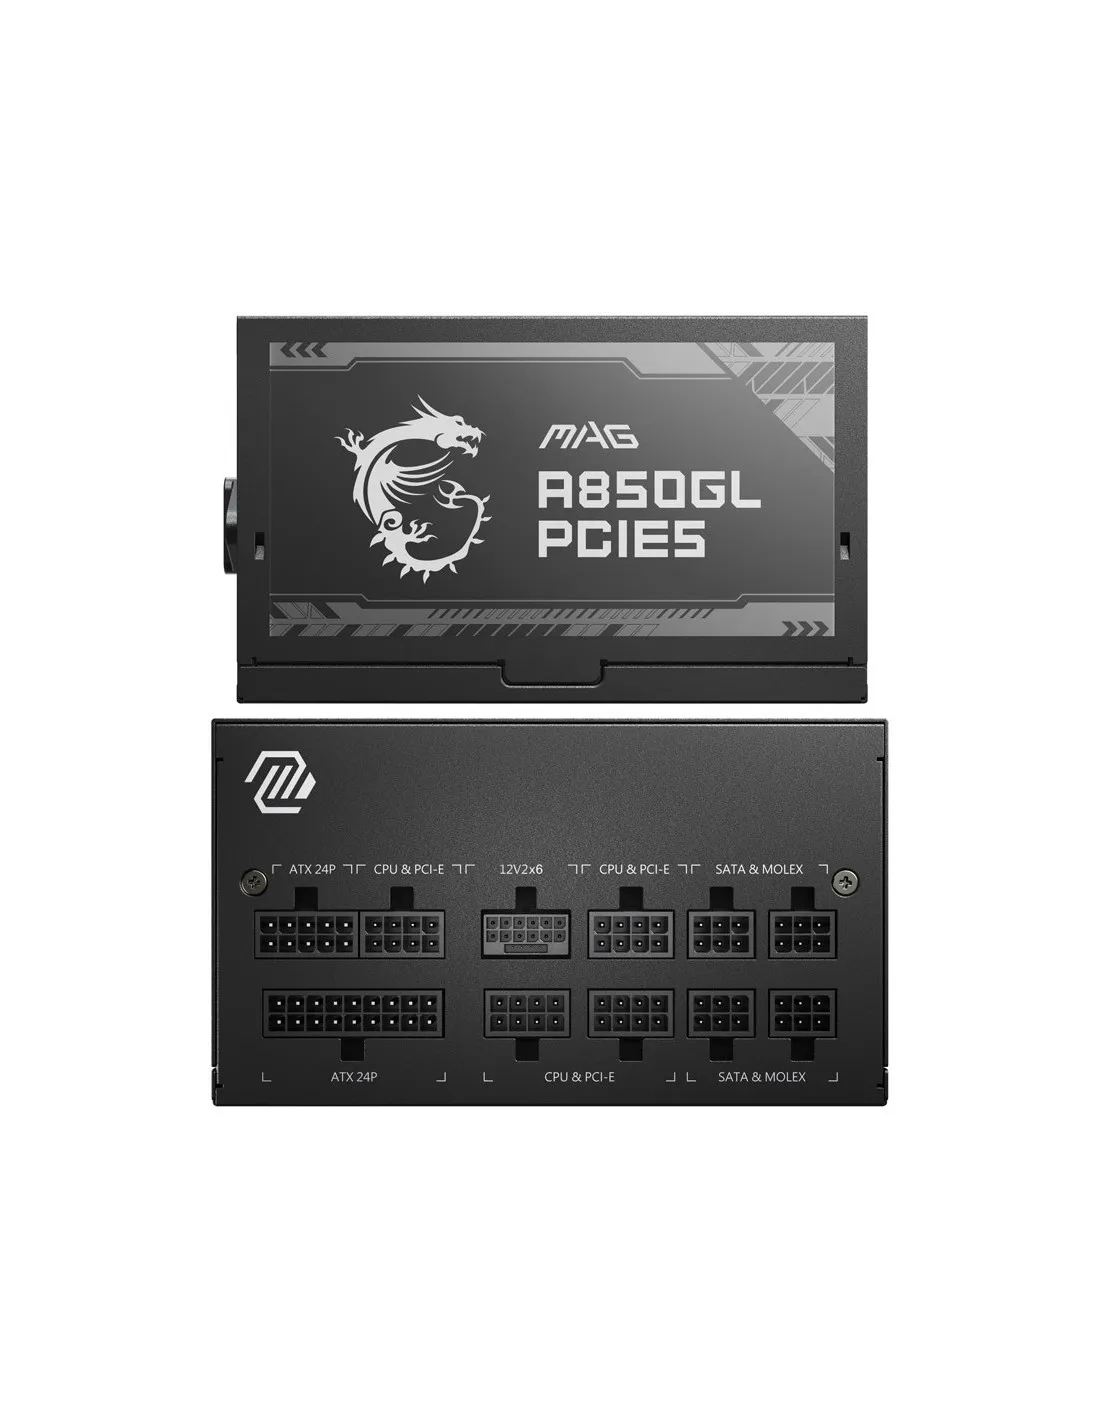 MAG
A850GL
PCIE5
ATX 24P
CPU & PCI-E
12V2x6
CPU & PCI-E
SATA & MOLEX
ATX 24P
CPU & PCI-E
SATA & MOLEX